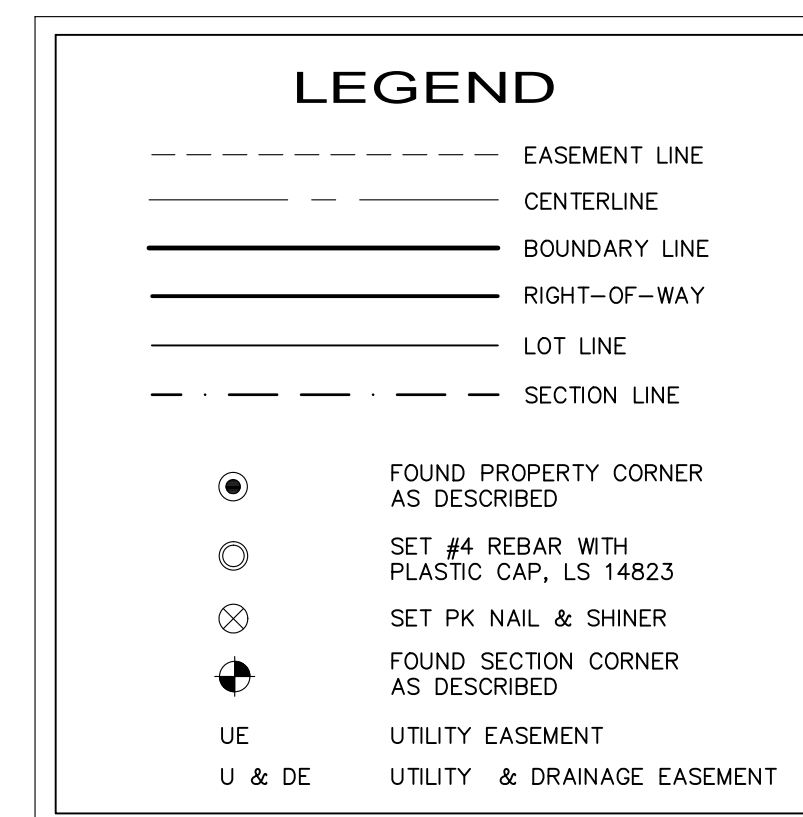 LEGEND
EASEMENT LINE
CENTERLINE
BOUNDARY LINE
RIGHT-OF-WAY
LOT LINE
SECTION LINE
FOUND PROPERTY CORNER
AS DESCRIBED
SET #4 REBAR WITH
PLASTIC CAP, LS 14823
SET PK NAIL & SHINER
FOUND SECTION CORNER
AS DESCRIBED
UE UTILITY EASEMENT
U & DE UTILITY & DRAINAGE EASEMENT